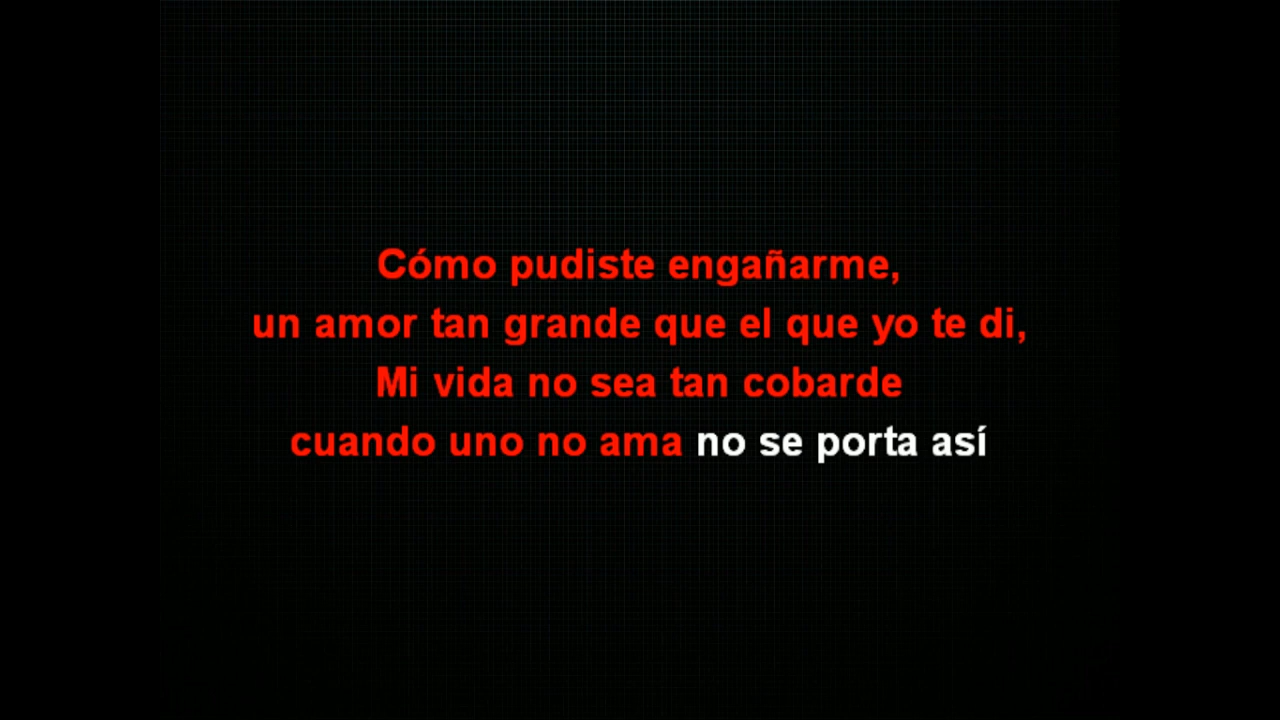 Cómo pudiste engañarme,
un amor tan grande que el que yo te di,
Mi vida no sea tan cobarde
cuando uno no ama no se porta así